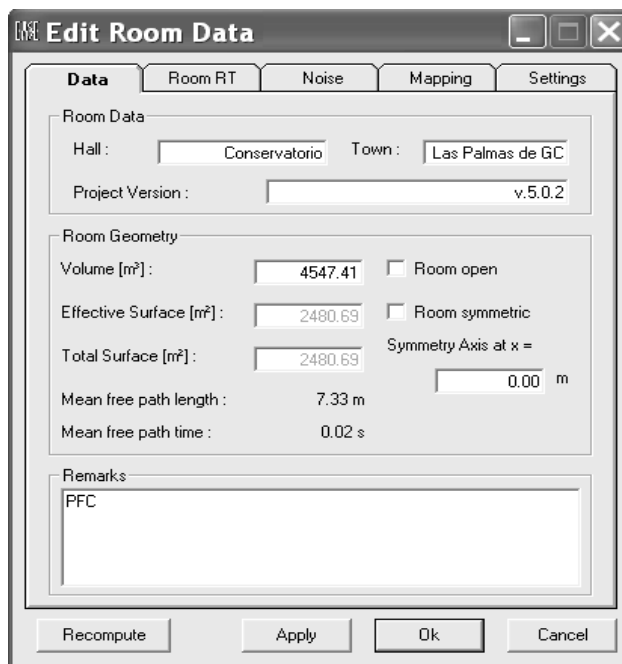 EASE Edit Room Data
Data Room RT Noise Mapping Settings
Room Data
Hall : Conservatorio Town : Las Palmas de GC
Project Version : v.5.0.2
Room Geometry
Volume [m³] : 4547.41 Room open
Effective Surface [m²] : 2480.69 Room symmetric
Total Surface [m²] : 2480.69 Symmetry Axis at x =
0.00 m
Mean free path length : 7.33 m
Mean free path time : 0.02 s
Remarks
PFC
Recompute Apply Ok Cancel